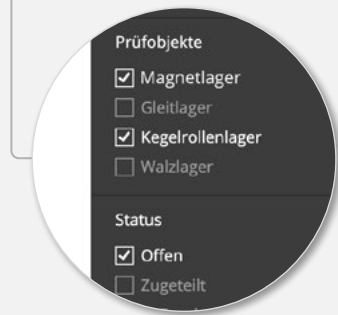 Prüfobjekte
Magnetlager
Gleitlager
Kegelrollenlager
Walzlager
Status
Offen
Zugeteilt